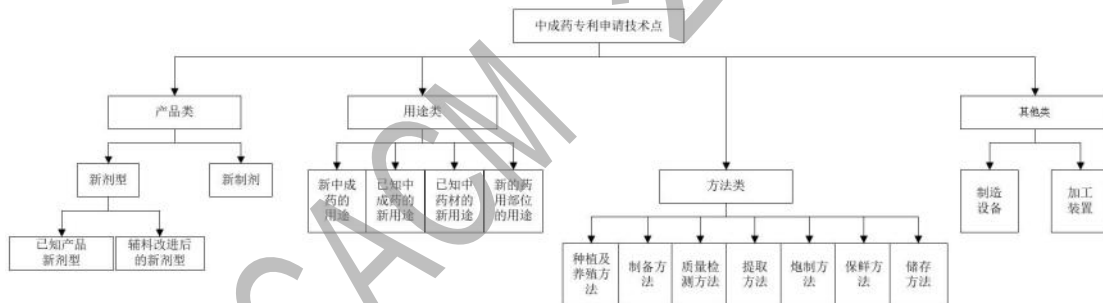 中成药专利申请技术点
产品类
用途类
其他类
新剂型
新制剂
新中成
药的
用途
已知中
成药的
新用途
已知中
药材的
新用途
新的药
用部位
的用途
方法类
制造
设备
加工
装置
已知产品
新剂型
辅料改进后
的新剂型
种植及
养殖方
法
制备方
法
质量检
测方法
提取
方法
炮制方
法
保鲜方
法
储存
方法
CACM